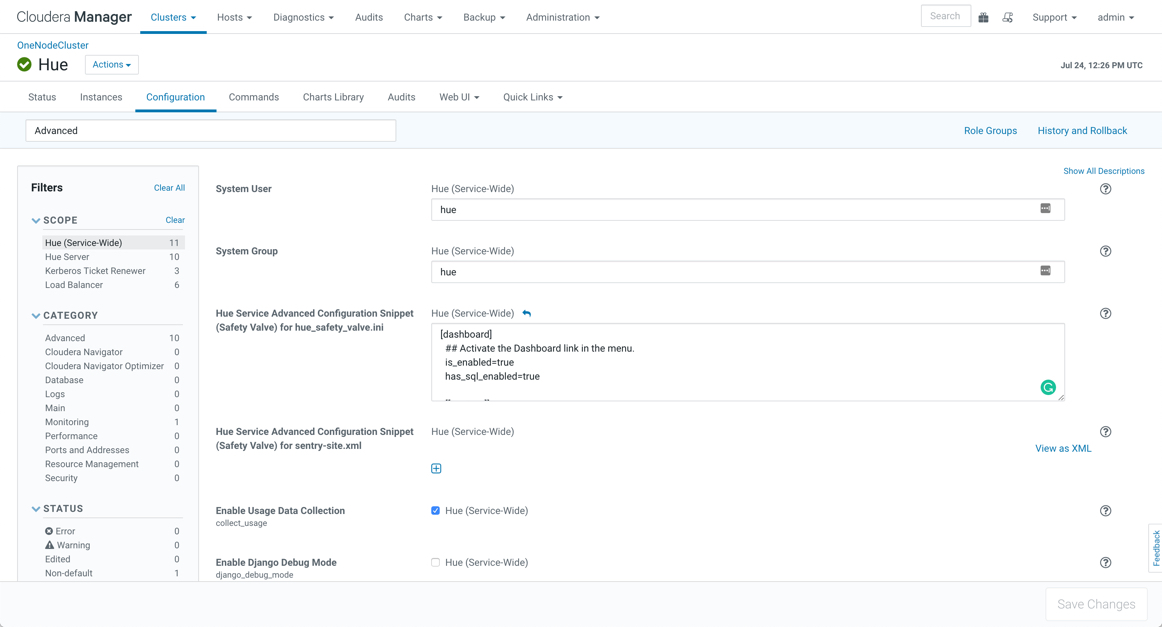 Cloudera Manager Clusters Hosts Diagnostics Audits Charts Backup Administration Search Support admin
OneNodeCluster
Hue Actions
Jul 24, 12:26 PM UTC
Status Instances Configuration Commands Charts Library Audits Web UI Quick Links
Advanced
Role Groups History and Rollback
Show All Descriptions
Filters Clear All
SCOPE Clear
Hue (Service-Wide) 11
Hue Server 10
Kerberos Ticket Renewer 3
Load Balancer 6
CATEGORY
Advanced 10
Cloudera Navigator 0
Cloudera Navigator Optimizer 0
Database 0
Logs 0
Main 0
Monitoring 1
Performance 0
Ports and Addresses 0
Resource Management 0
Security 0
STATUS
Error 0
Warning 0
Edited 0
Non-default 1
System User Hue (Service-Wide)
hue
System Group Hue (Service-Wide)
hue
Hue Service Advanced Configuration Snippet
(Safety Valve) for hue_safety_valve.ini
Hue (Service-Wide)
[dashboard]
## Activate the Dashboard link in the menu.
is_enabled=true
has_sql_enabled=true
Hue Service Advanced Configuration Snippet
(Safety Valve) for sentry-site.xml
Hue (Service-Wide)
View as XML
Enable Usage Data Collection
collect_usage
Hue (Service-Wide)
Enable Django Debug Mode
django_debug_mode
Hue (Service-Wide)
Feedback
Save Changes